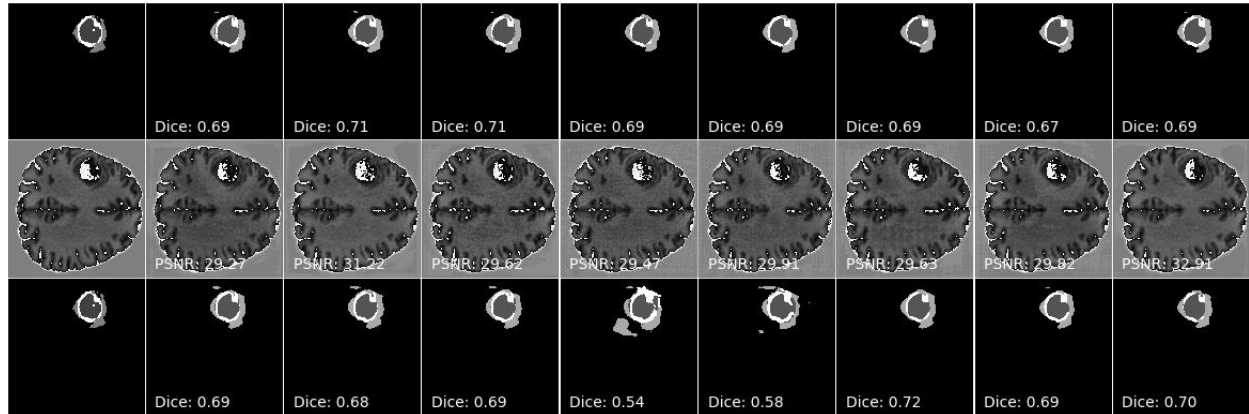 Dice: 0.69
Dice: 0.71
Dice: 0.71
Dice: 0.69
Dice: 0.69
Dice: 0.69
Dice: 0.67
Dice: 0.69
PSNR: 29.27
PSNR: 31.22
PSNR: 29.62
PSNR: 29.47
PSNR: 29.91
PSNR: 29.63
PSNR: 29.82
PSNR: 32.91
Dice: 0.69
Dice: 0.68
Dice: 0.69
Dice: 0.54
Dice: 0.58
Dice: 0.72
Dice: 0.69
Dice: 0.70